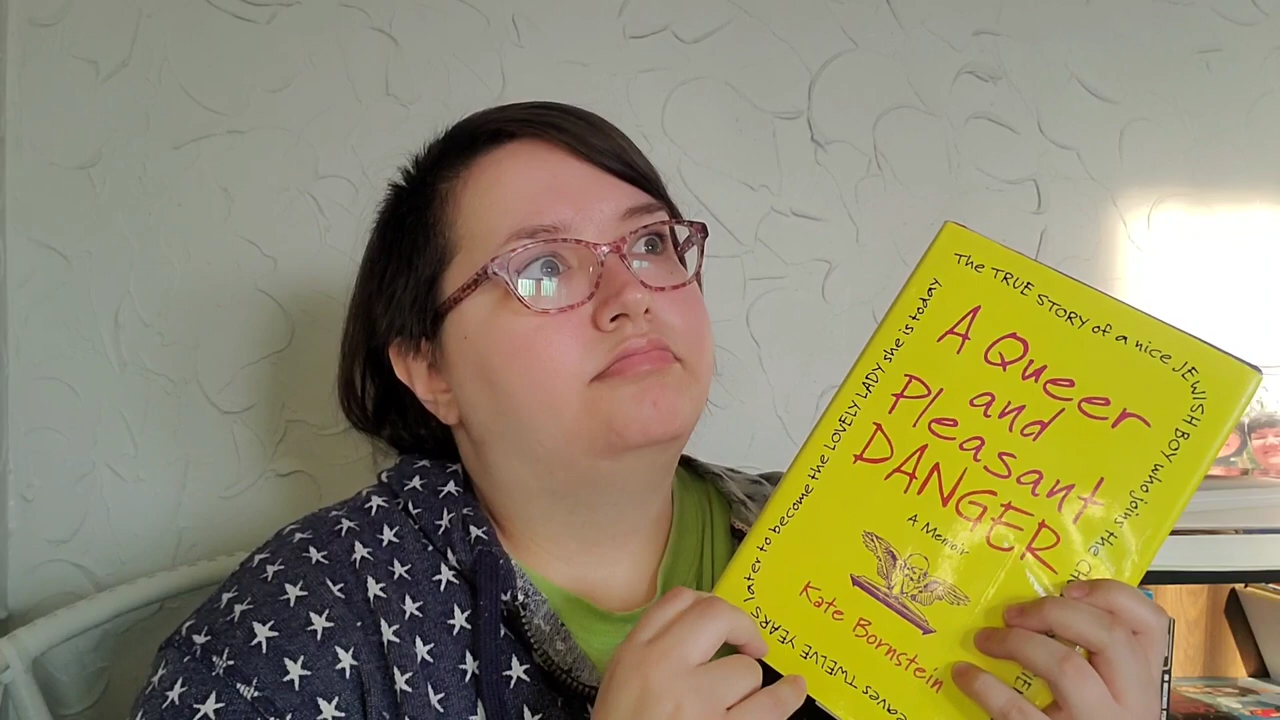 The TRUE STORY of a nice JEWISH BOY who joins the
eaves TWELVE YEARS later to become the LOVELY LADY she is today
A Queer
and
Pleasant
DANGER
A Memoir
Kate Bornstein